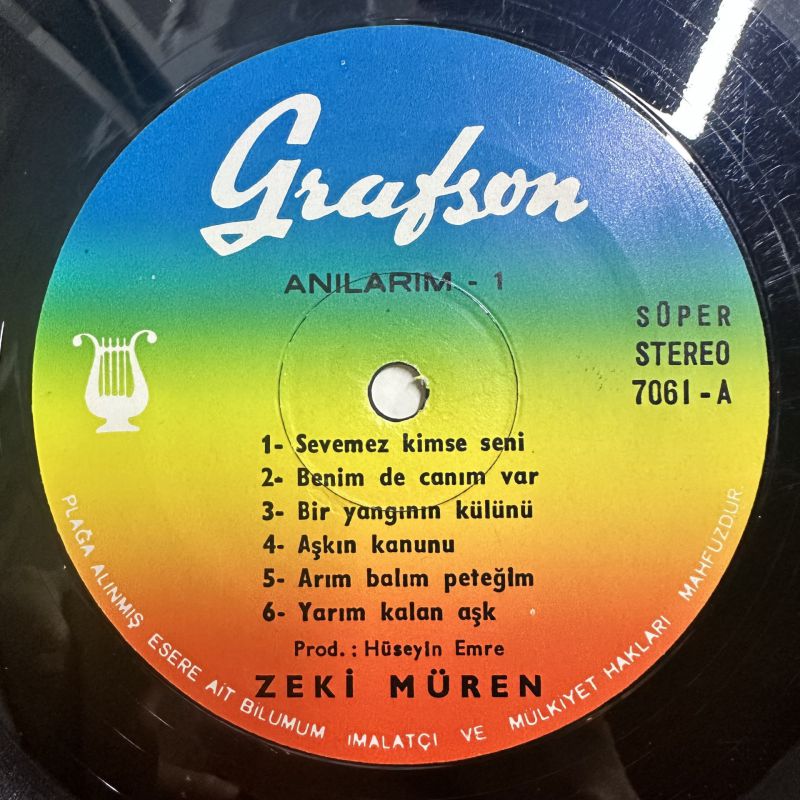 Grafson
ANILARIM - 1
SÜPER
STEREO
7061 - A
1- Sevemez kimse seni
2- Benim de canım var
3- Bir yangının külünü
4- Aşkın kanunu
5- Arım balım peteğim
6- Yarım kalan aşk
Prod. : Hüseyin Emre
ZEKİ MÜREN
PLAĞA ALINMIŞ ESERE AİT BİLUMUM İMALATÇI VE MÜLKİYET HAKLARI MAHFUZDUR.